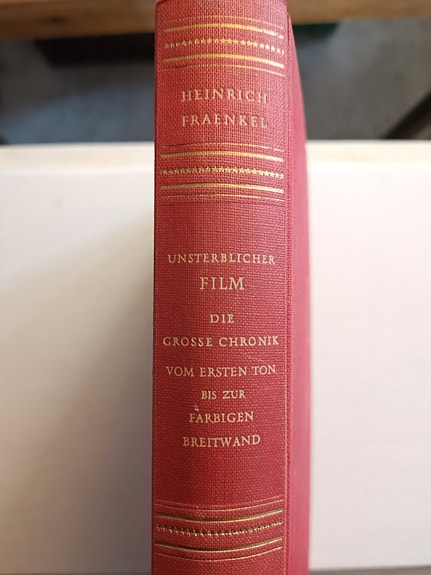 HEINRICH
FRAENKEL
UNSTERBLICHER
FILM
DIE
GROSSE CHRONIK
VOM ERSTEN TON
BIS ZUR
FARBIGEN
BREITWAND